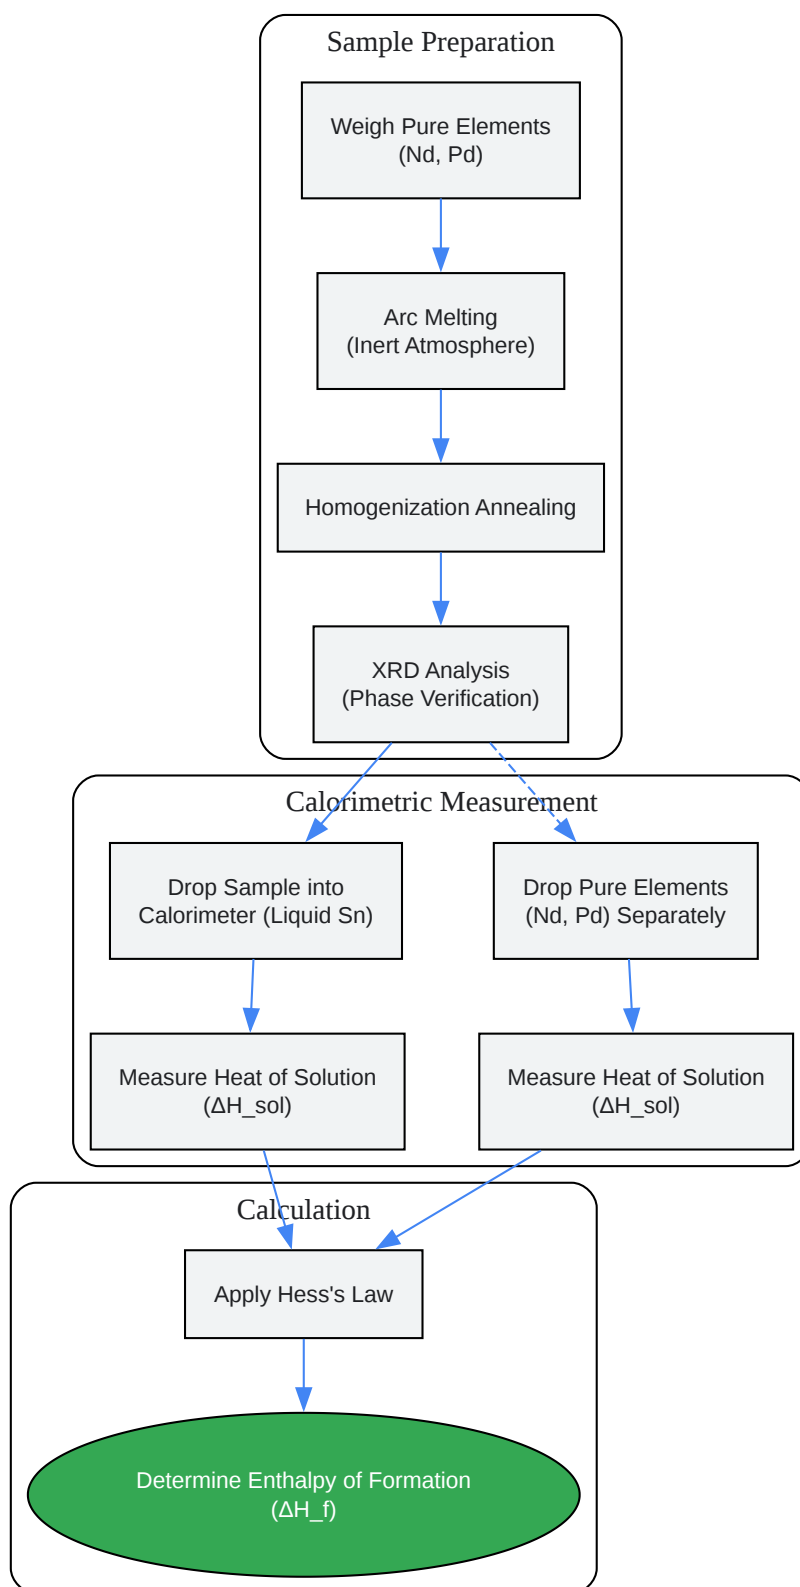 Sample Preparation
Weigh Pure Elements
(Nd, Pd)
Arc Melting
(Inert Atmosphere)
Homogenization Annealing
XRD Analysis
(Phase Verification)
Calorimetric Measurement
Drop Sample into
Calorimeter (Liquid Sn)
Drop Pure Elements
(Nd, Pd) Separately
Measure Heat of Solution
(ΔH_sol)
Measure Heat of Solution
(ΔH_sol)
Calculation
Apply Hess's Law
Determine Enthalpy of Formation
(ΔH_f)